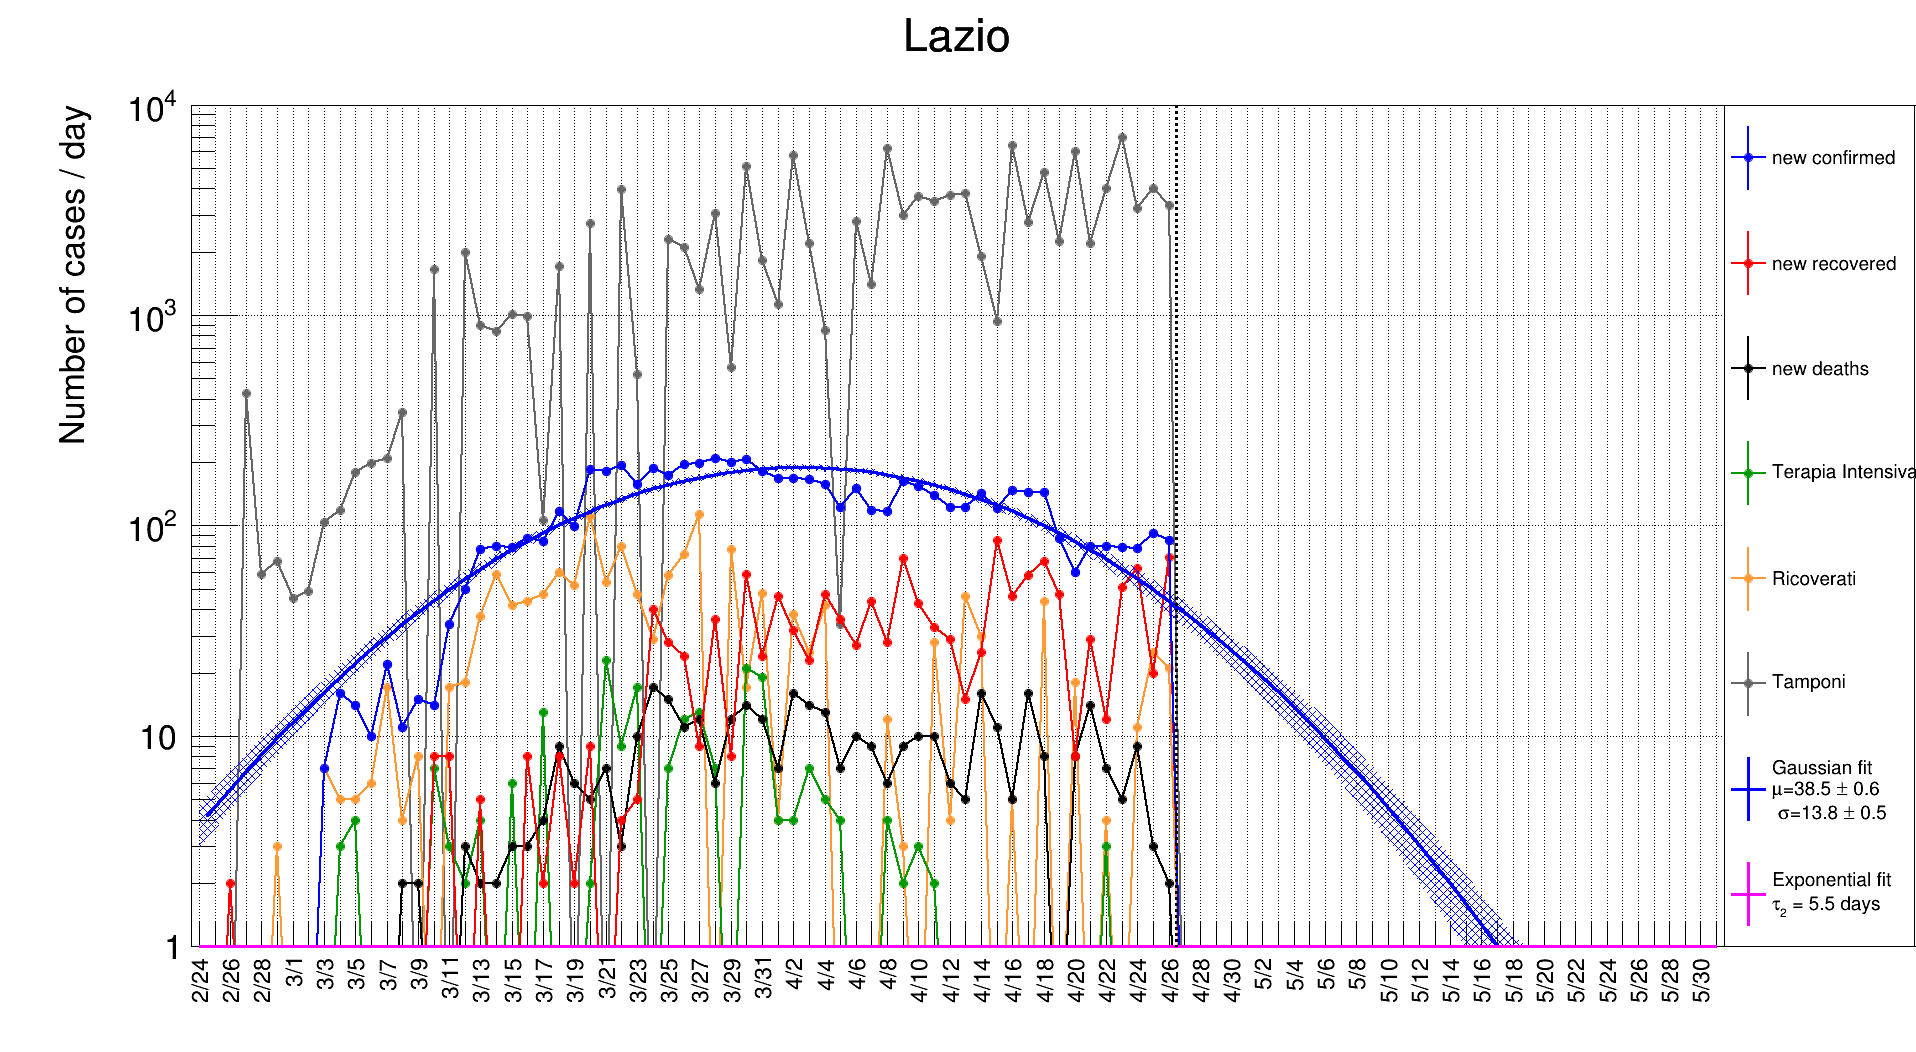 Lazio
Number of cases / day
10⁴
10³
10²
10
1
2/24 2/26 2/28 3/1 3/3 3/5 3/7 3/9 3/11 3/13 3/15 3/17 3/19 3/21 3/23 3/25 3/27 3/29 3/31 4/2 4/4 4/6 4/8 4/10 4/12 4/14 4/16 4/18 4/20 4/22 4/24 4/26 4/28 4/30 5/2 5/4 5/6 5/8 5/10 5/12 5/14 5/16 5/18 5/20 5/22 5/24 5/26 5/28 5/30
new confirmed
new recovered
new deaths
Terapia Intensiva
Ricoverati
Tamponi
Gaussian fit
μ=38.5 ± 0.6
σ=13.8 ± 0.5
Exponential fit
τ₂ = 5.5 days